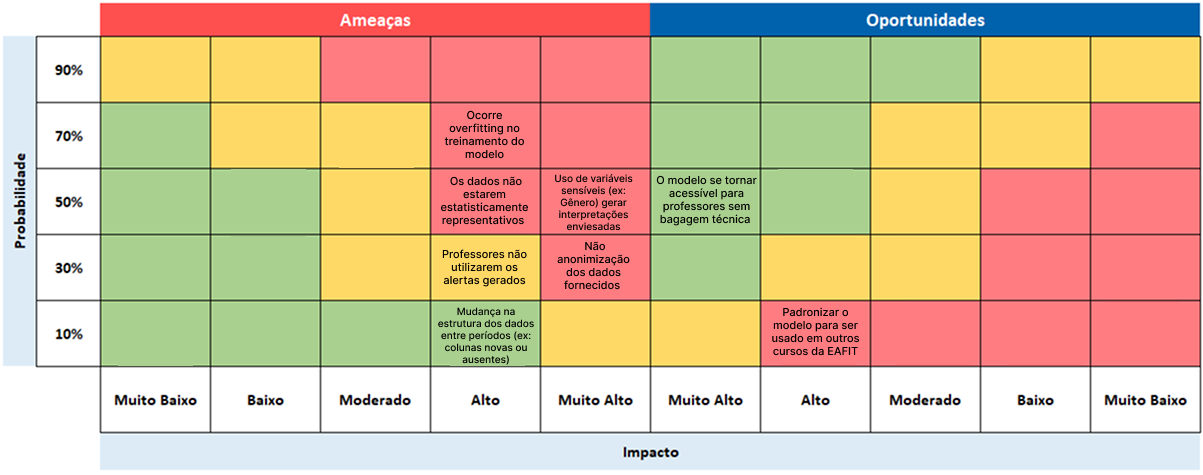 Ameaças
Oportunidades
Probabilidade
90%
70%
Ocorre
overfitting no
treinamento do
modelo
50%
Os dados não
estarem
estatisticamente
representativos
Uso de variáveis
sensíveis (ex:
Gênero) gerar
interpretações
enviesadas
O modelo se tornar
acessível para
professores sem
bagagem técnica
30%
Professores não
utilizarem os
alertas gerados
Não
anonimização
dos dados
fornecidos
10%
Mudança na
estrutura dos dados
entre períodos (ex:
colunas novas ou
ausentes)
Padronizar o
modelo para ser
usado em outros
cursos da EAFIT
Muito Baixo
Baixo
Moderado
Alto
Muito Alto
Muito Alto
Alto
Moderado
Baixo
Muito Baixo
Impacto